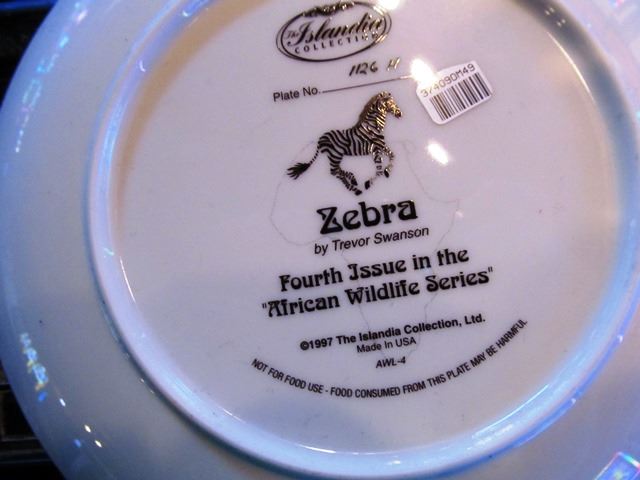 The Islandia
COLLECTION
Plate No. 1126 H
374090M49
Zebra
by Trevor Swanson
Fourth Issue in the
"African Wildlife Series"
©1997 The Islandia Collection, Ltd.
Made In USA
AWL-4
NOT FOR FOOD USE - FOOD CONSUMED FROM THIS PLATE MAY BE HARMFUL